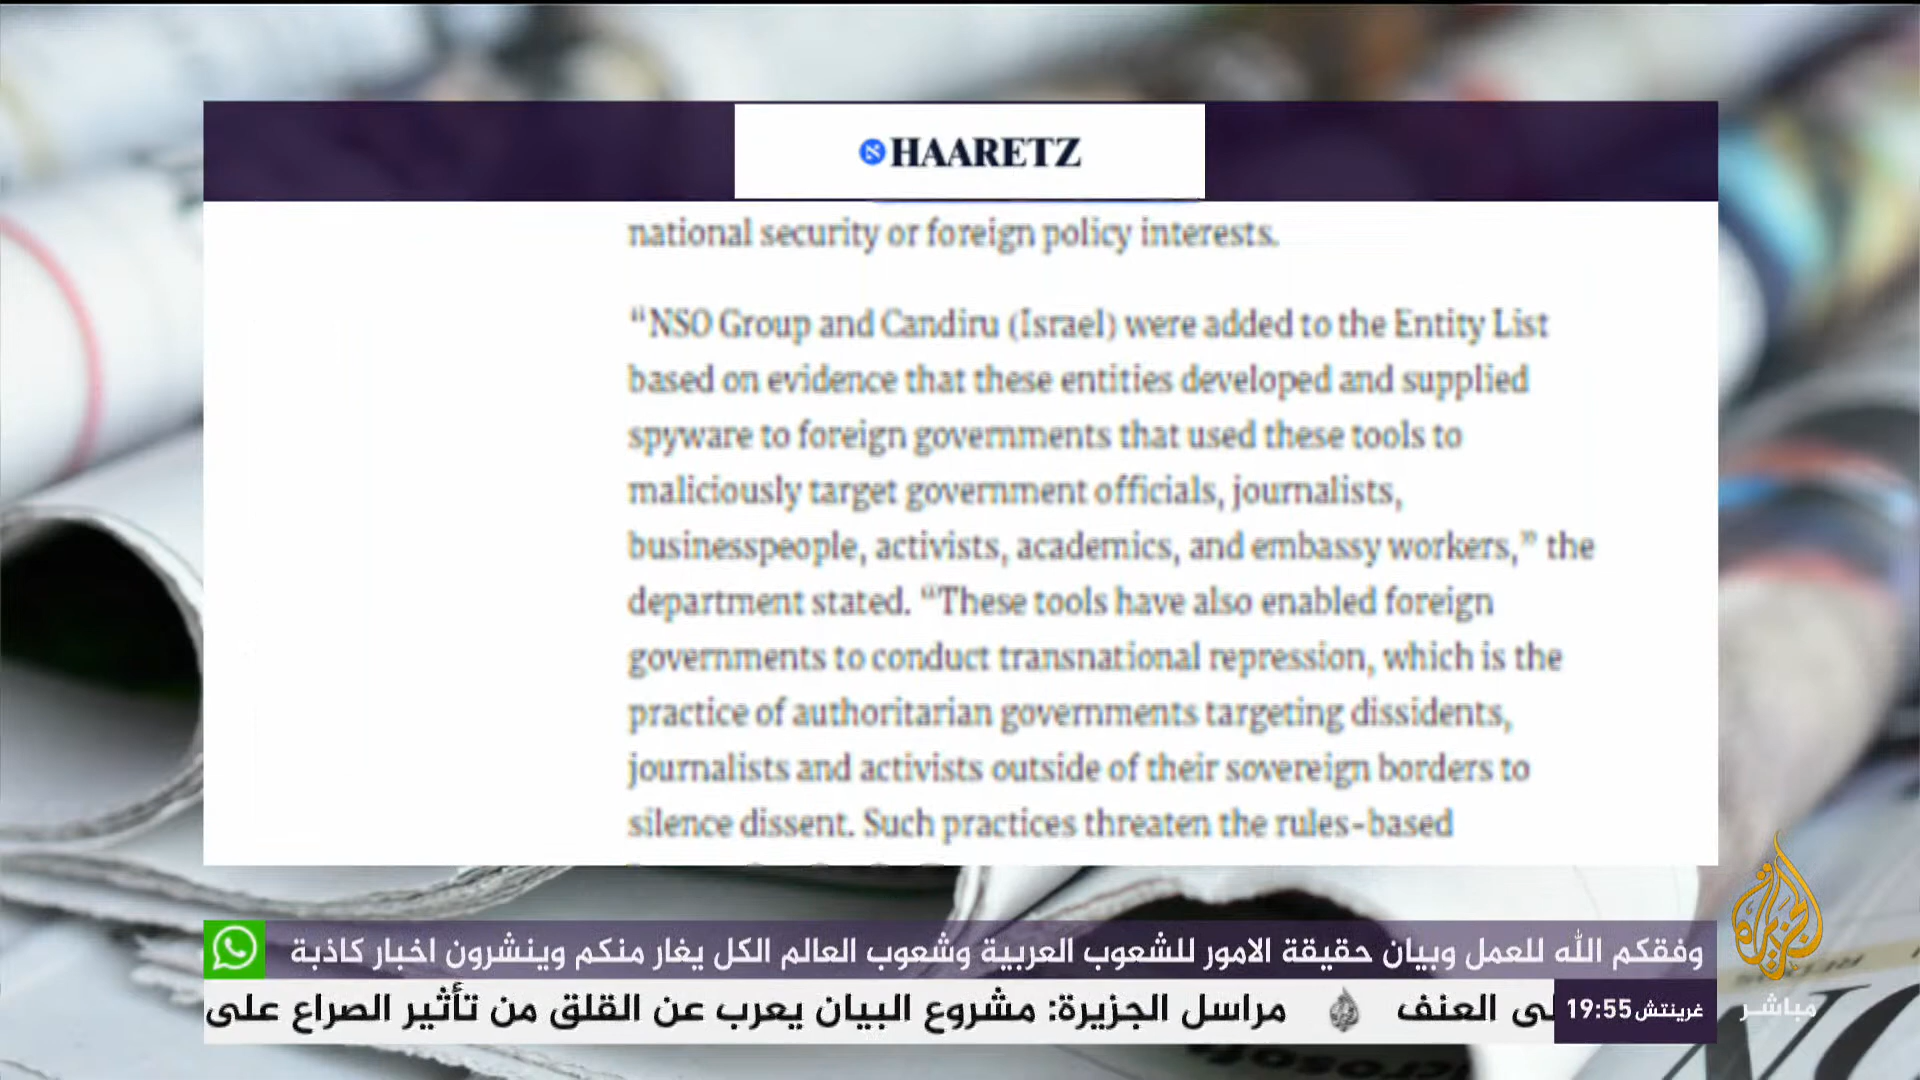 HAARETZ
national security or foreign policy interests.
“NSO Group and Candiru (Israel) were added to the Entity List
based on evidence that these entities developed and supplied
spyware to foreign governments that used these tools to
maliciously target government officials, journalists,
businesspeople, activists, academics, and embassy workers,” the
department stated. “These tools have also enabled foreign
governments to conduct transnational repression, which is the
practice of authoritarian governments targeting dissidents,
journalists and activists outside of their sovereign borders to
silence dissent. Such practices threaten the rules-based
وفقكم الله للعمل وبيان حقيقة الامور للشعوب العربية وشعوب العالم الكل يغار منكم وينشرون اخبار كاذبة
غرينتش 19:55
لى العنف
مراسل الجزيرة: مشروع البيان يعرب عن القلق من تأثير الصراع على
الجزيرة
مباشر